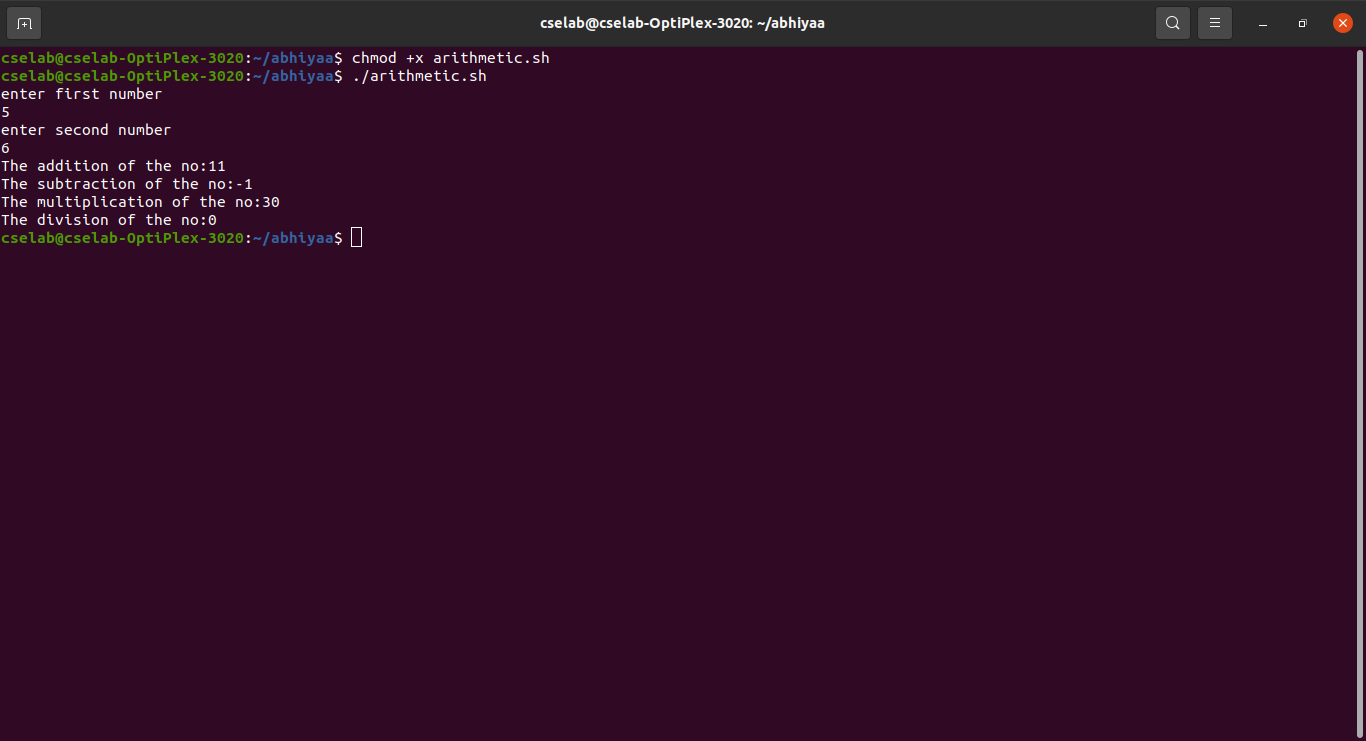 cselab@cselab-OptiPlex-3020: ~/abhiyaa
cselab@cselab-OptiPlex-3020:~/abhiyaa$ chmod +x arithmetic.sh
cselab@cselab-OptiPlex-3020:~/abhiyaa$ ./arithmetic.sh
enter first number
5
enter second number
6
The addition of the no:11
The subtraction of the no:-1
The multiplication of the no:30
The division of the no:0
cselab@cselab-OptiPlex-3020:~/abhiyaa$